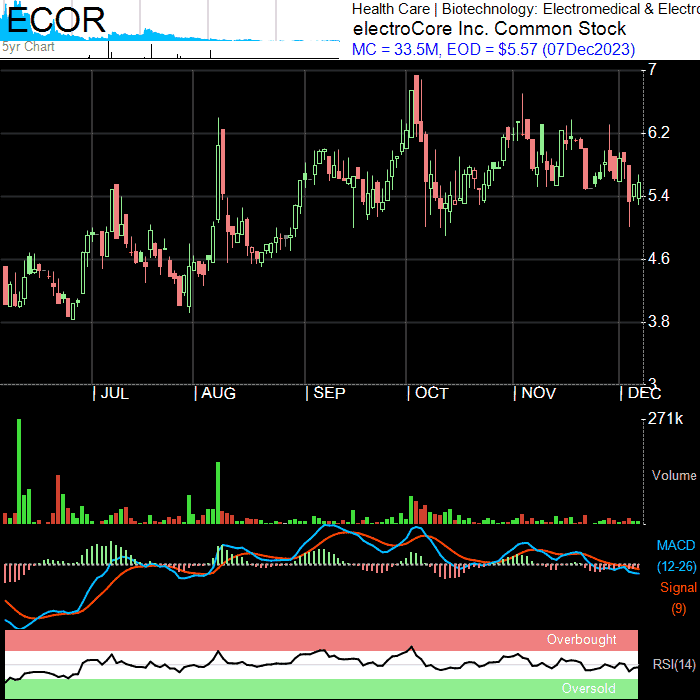 ECOR
5yr Chart
Health Care | Biotechnology: Electromedical & Electro
electroCore Inc. Common Stock
MC = 33.5M, EOD = $5.57 (07Dec2023)
7
6.2
5.4
4.6
3.8
3
JUL AUG SEP OCT NOV DEC
271k
Volume
MACD
(12-26)
Signal
(9)
Overbought
RSI(14)
Oversold